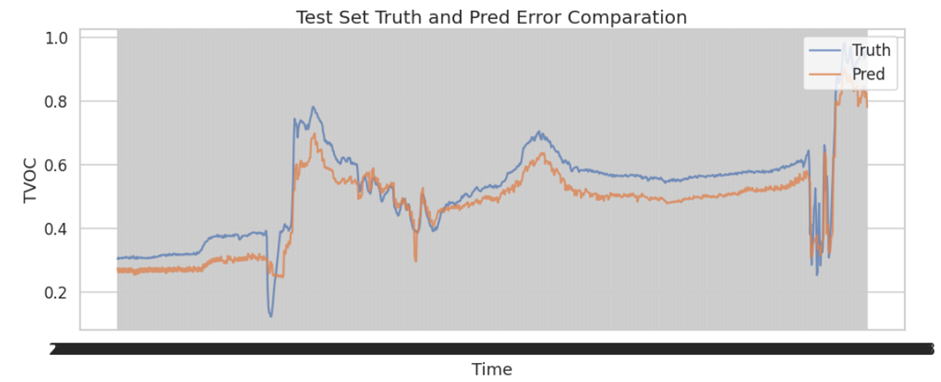 Test Set Truth and Pred Error Comparation
Truth
Pred
TVOC
1.0
0.8
0.6
0.4
0.2
Time